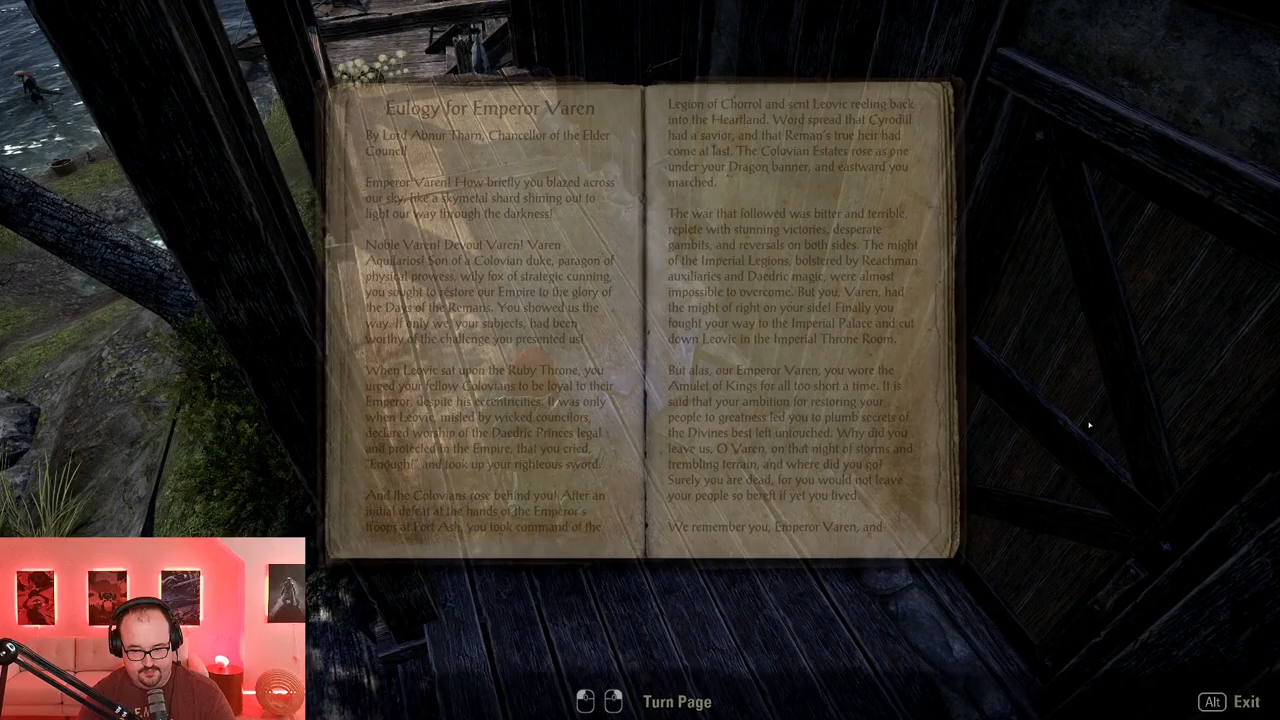 Eulogy for Emperor Varen
By Lord Abnur Tharn, Chancellor of the Elder
Council
Emperor Varen! How briefly you blazed across
our sky, like a skymetal shard shining out to
light our way through the darkness!
Noble Varen! Devout Varen! Varen
Aquilarios! Son of a Colovian duke, paragon of
physical prowess, wily fox of strategic cunning,
you sought to restore our Empire to the glory of
the Days of the Remans. You showed us the
way. If only we, your subjects, had been
worthy of the challenge you presented us!
When Leovic sat upon the Ruby Throne, you
urged your fellow Colovians to be loyal to their
Emperor, despite his eccentricities. It was only
when Leovic, misled by wicked councilors,
declared worship of the Daedric Princes legal
and protected in the Empire, that you cried,
"Enough!" and took up your righteous sword.
And the Colovians rose behind you! After an
initial defeat at the hands of the Emperor's
troops at Fort Ash, you took command of the
Legion of Chorrol and sent Leovic reeling back
into the Heartland. Word spread that Cyrodiil
had a savior, and that Reman's true heir had
come at last. The Colovian Estates rose as one
under your Dragon banner, and eastward you
marched.
The war that followed was bitter and terrible,
replete with stunning victories, desperate
gambits, and reversals on both sides. The might
of the Imperial Legions, bolstered by Reachman
auxiliaries and Daedric magic, were almost
impossible to overcome. But you, Varen, had
the might of right on your side! Finally you
fought your way to the Imperial Palace and cut
down Leovic in the Imperial Throne Room.
But alas, our Emperor Varen, you wore the
Amulet of Kings for all too short a time. It is
said that your ambition for restoring your
people to greatness led you to plumb secrets of
the Divines best left untouched. Why did you
leave us, O Varen, on that night of storms and
trembling terrain, and where did you go?
Surely you are dead, for you would not leave
your people so bereft if yet you lived.
We remember you, Emperor Varen, and
Turn Page
Alt Exit